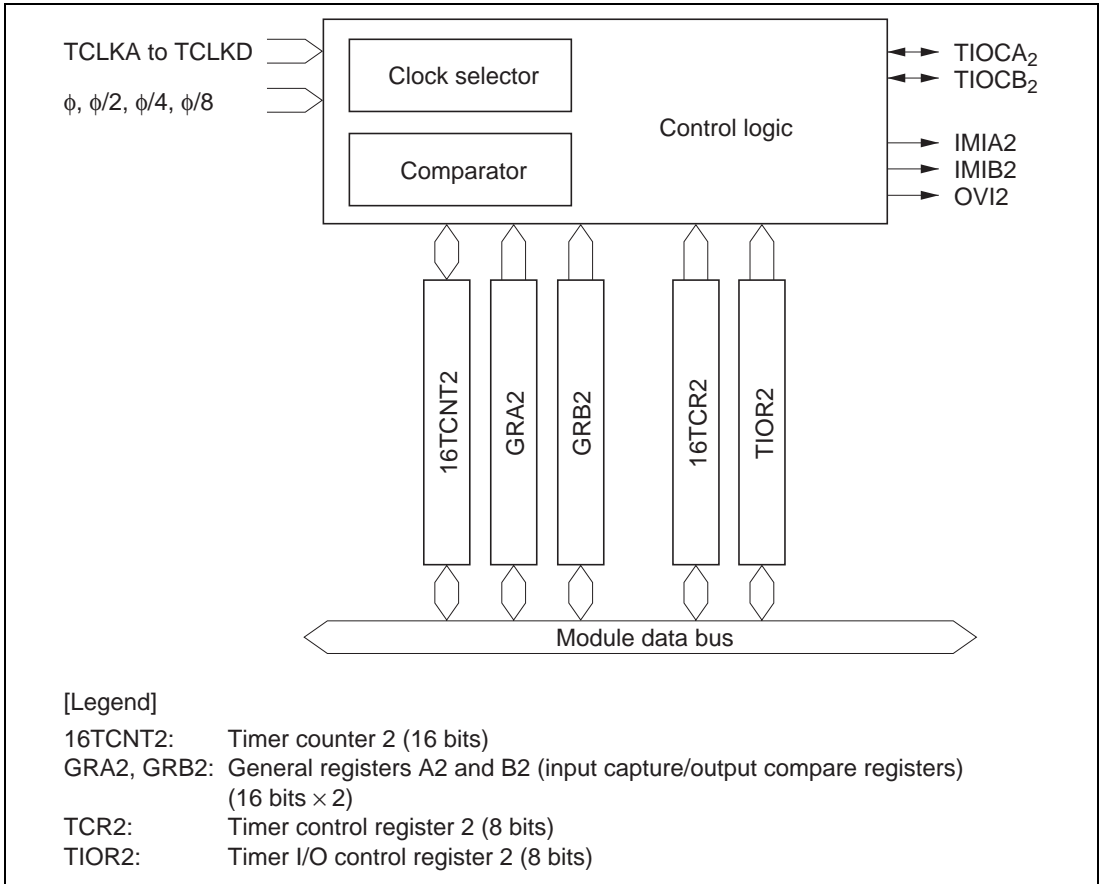 TCLKA to TCLKD
ϕ, ϕ/2, ϕ/4, ϕ/8
Clock selector
Comparator
Control logic
TIOCA2
TIOCB2
IMIA2
IMIB2
OVI2
16TCNT2
GRA2
GRB2
16TCR2
TIOR2
Module data bus
[Legend]
16TCNT2: Timer counter 2 (16 bits)
GRA2, GRB2: General registers A2 and B2 (input capture/output compare registers)
(16 bits × 2)
TCR2: Timer control register 2 (8 bits)
TIOR2: Timer I/O control register 2 (8 bits)